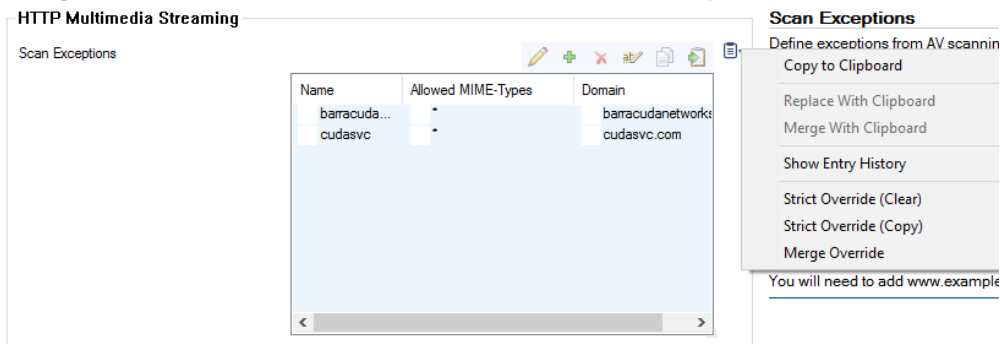 HTTP Multimedia Streaming
Scan Exceptions
Name Allowed MIME-Types Domain
barracuda... * barracudanetworks
cudasvc * cudasvc.com
Scan Exceptions
Define exceptions from AV scannin
Copy to Clipboard
Replace With Clipboard
Merge With Clipboard
Show Entry History
Strict Override (Clear)
Strict Override (Copy)
Merge Override
You will need to add www.example